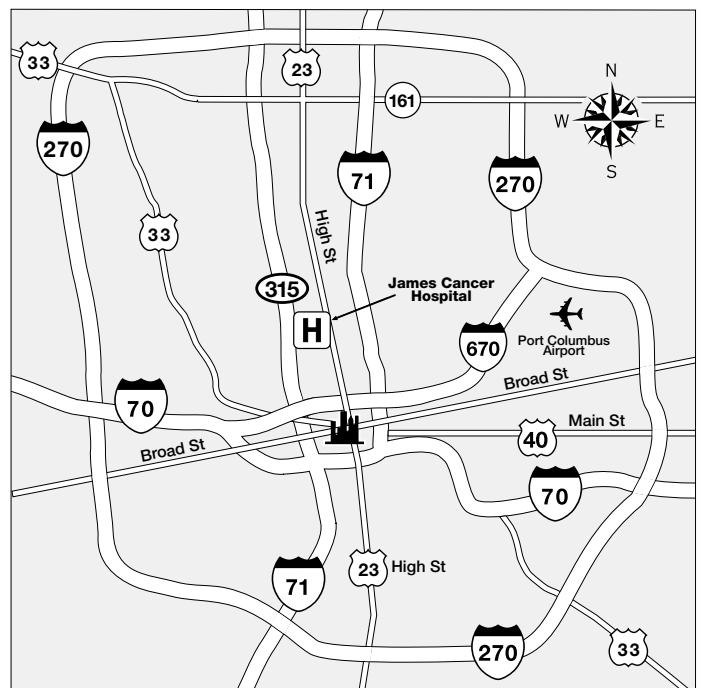 33
23
161
N
W
E
S
270
71
270
33
High St
315
James Cancer
Hospital
H
670
Port Columbus
Airport
70
Broad St
Main St
40
Broad St
70
71
23
High St
270
33